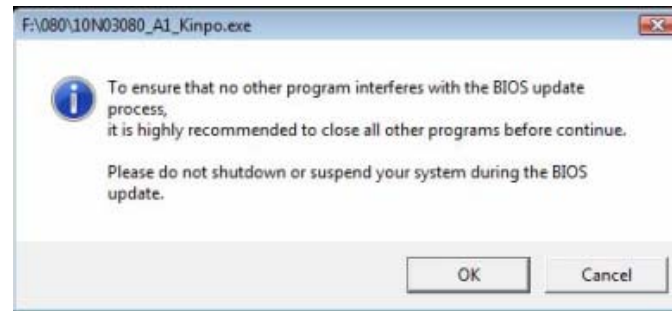 F:\080\10N03080_A1_Kinpo.exe
To ensure that no other program interferes with the BIOS update
process,
it is highly recommended to close all other programs before continue.
Please do not shutdown or suspend your system during the BIOS
update.
OK
Cancel